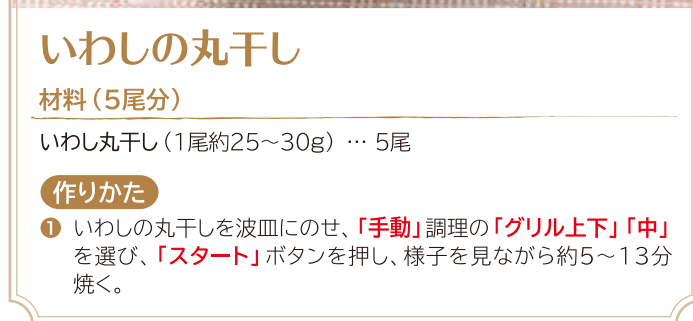 いわしの丸干し
材料（5尾分）
いわし丸干し（1尾約25～30g）… 5尾
作りかた
❶ いわしの丸干しを波皿にのせ、「手動」調理の「グリル上下」「中」
を選び、「スタート」ボタンを押し、様子を見ながら約5～13分
焼く。